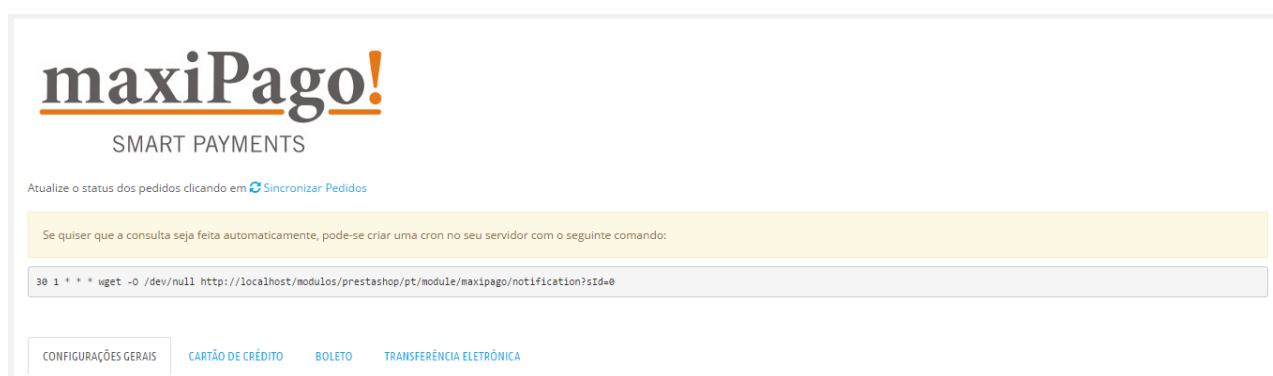 maxiPago!
SMART PAYMENTS
Atualize o status dos pedidos clicando em Sincronizar Pedidos
Se quiser que a consulta seja feita automaticamente, pode-se criar uma cron no seu servidor com o seguinte comando:
30 1 * * * wget -O /dev/null http://localhost/modulos/prestashop/pt/module/maxipago/notification?sId=0
CONFIGURAÇÕES GERAIS CARTÃO DE CRÉDITO BOLETO TRANSFERÊNCIA ELETRÔNICA